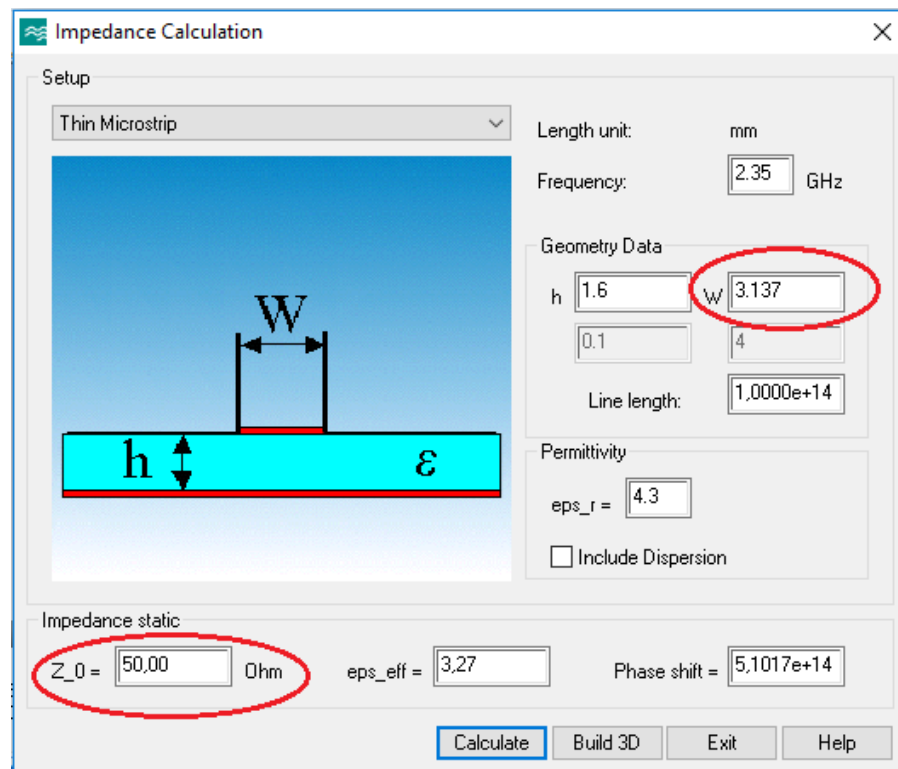 Impedance Calculation
Setup
Thin Microstrip
Length unit: mm
Frequency: 2.35 GHz
Geometry Data
h 1.6 W 3.137
0.1 4
Line length: 1,0000e+14
W
h ε
Permittivity
eps_r = 4.3
Include Dispersion
Impedance static
Z_0 = 50,00 Ohm eps_eff = 3,27 Phase shift = 5,1017e+14
Calculate Build 3D Exit Help